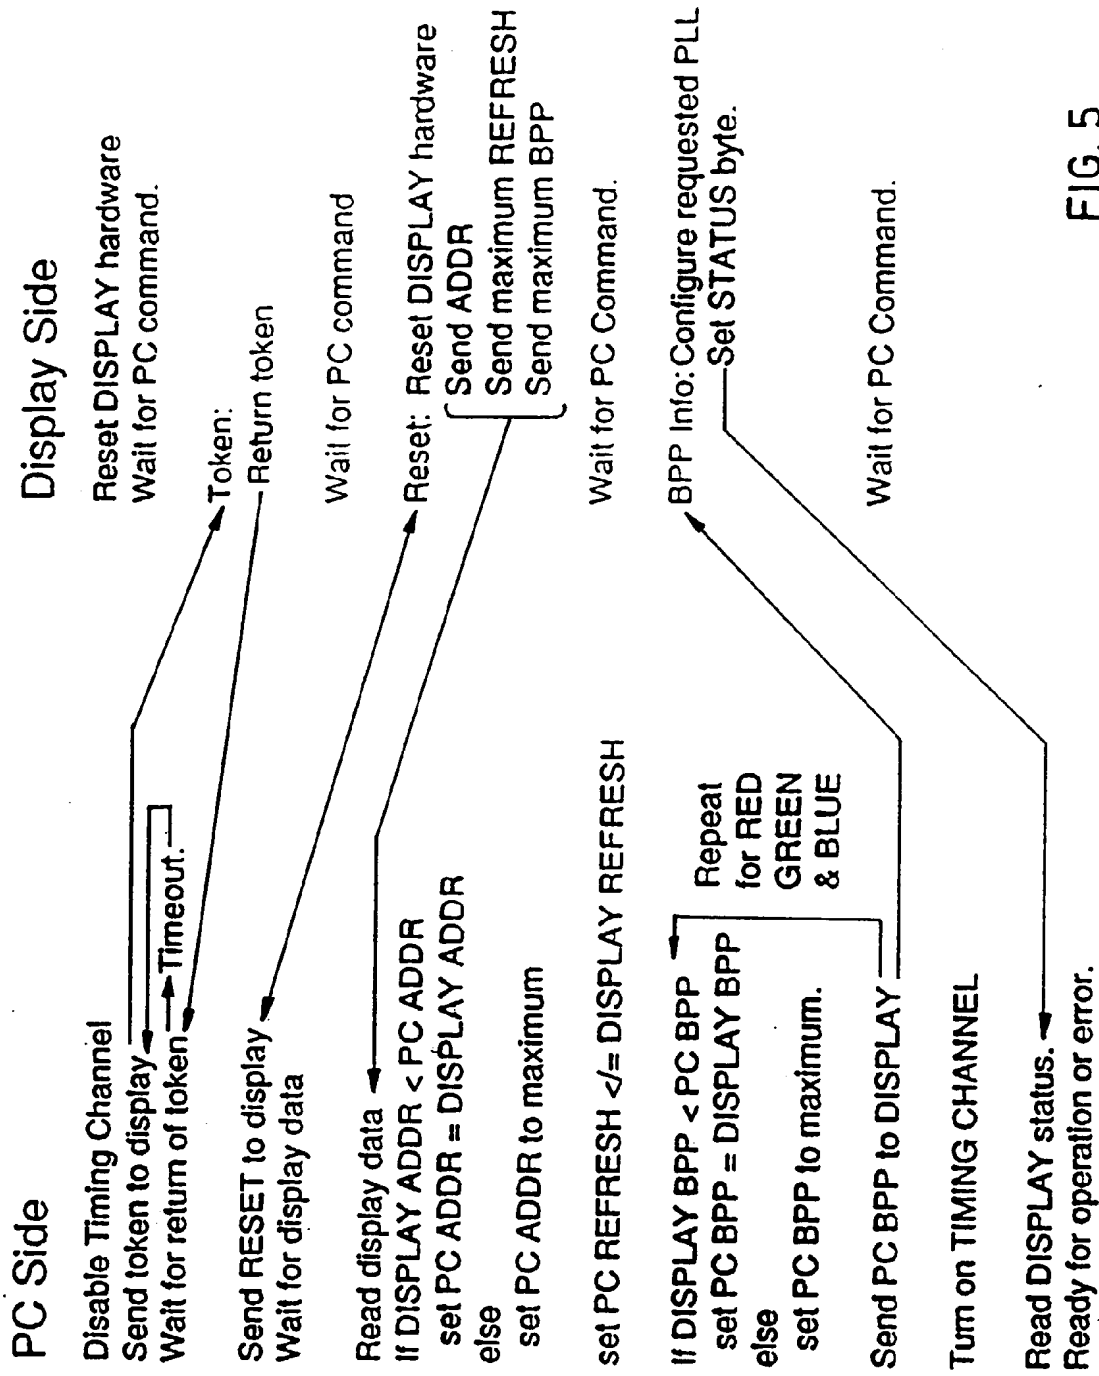 PC Side
Disable Timing Channel
Send token to display
Wait for return of token
Timeout.
Send RESET to display
Wait for display data
Read display data
If DISPLAY ADDR < PC ADDR
set PC ADDR = DISPLAY ADDR
else
set PC ADDR to maximum
set PC REFRESH </= DISPLAY REFRESH
If DISPLAY BPP < PC BPP
set PC BPP = DISPLAY BPP
else
set PC BPP to maximum.
Repeat
for RED
GREEN
& BLUE
Send PC BPP to DISPLAY
Turn on TIMING CHANNEL
Read DISPLAY status.
Ready for operation or error.
Display Side
Reset DISPLAY hardware
Wait for PC command.
Token:
Return token
Wait for PC command
Reset: Reset DISPLAY hardware
Send ADDR
Send maximum REFRESH
Send maximum BPP
Wait for PC Command.
BPP Info: Configure requested PLL
Set STATUS byte.
Wait for PC Command.
FIG. 5